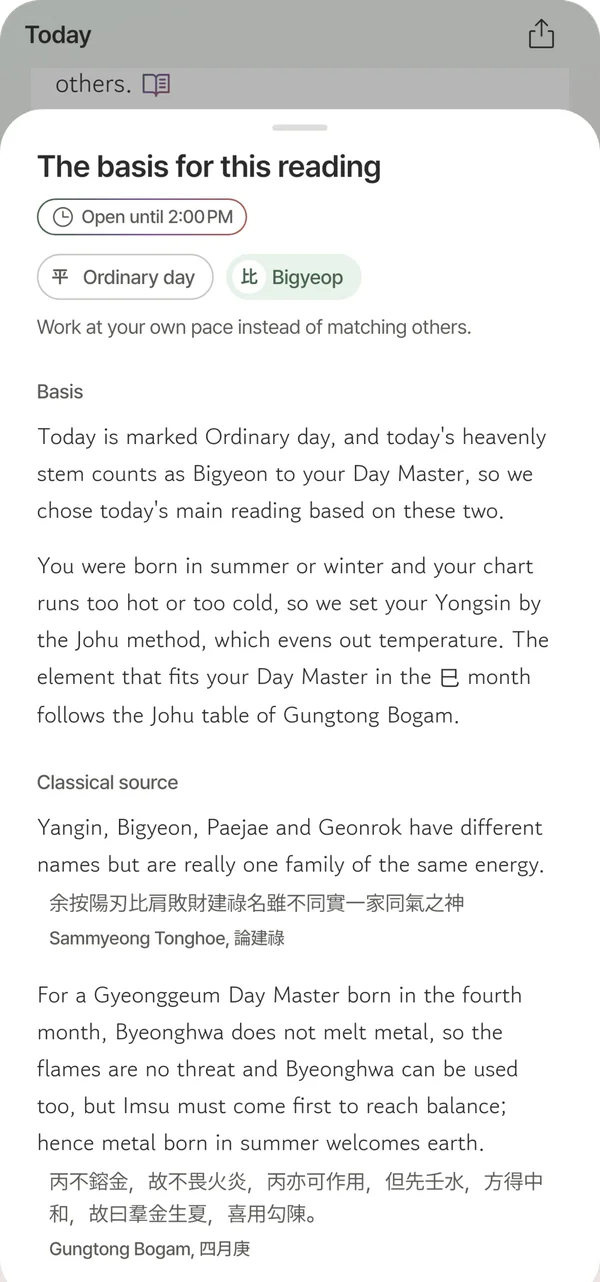 Today
others.
The basis for this reading
Open until 2:00 PM
平 Ordinary day
比 Bigyeop
Work at your own pace instead of matching others.
Basis
Today is marked Ordinary day, and today's heavenly
stem counts as Bigyeon to your Day Master, so we
chose today's main reading based on these two.
You were born in summer or winter and your chart
runs too hot or too cold, so we set your Yongsin by
the Johu method, which evens out temperature. The
element that fits your Day Master in the 巳 month
follows the Johu table of Gungtong Bogam.
Classical source
Yangin, Bigyeon, Paejae and Geonrok have different
names but are really one family of the same energy.
余按陽刃比肩敗財建祿名雖不同實一家同氣之神
Sammyeong Tonghoe, 論建祿
For a Gyeonggeum Day Master born in the fourth
month, Byeonghwa does not melt metal, so the
flames are no threat and Byeonghwa can be used
too, but Imsu must come first to reach balance;
hence metal born in summer welcomes earth.
丙不鎔金，故不畏火炎，丙亦可作用，但先壬水，方得中
和，故曰羣金生夏，喜用勾陳。
Gungtong Bogam, 四月庚